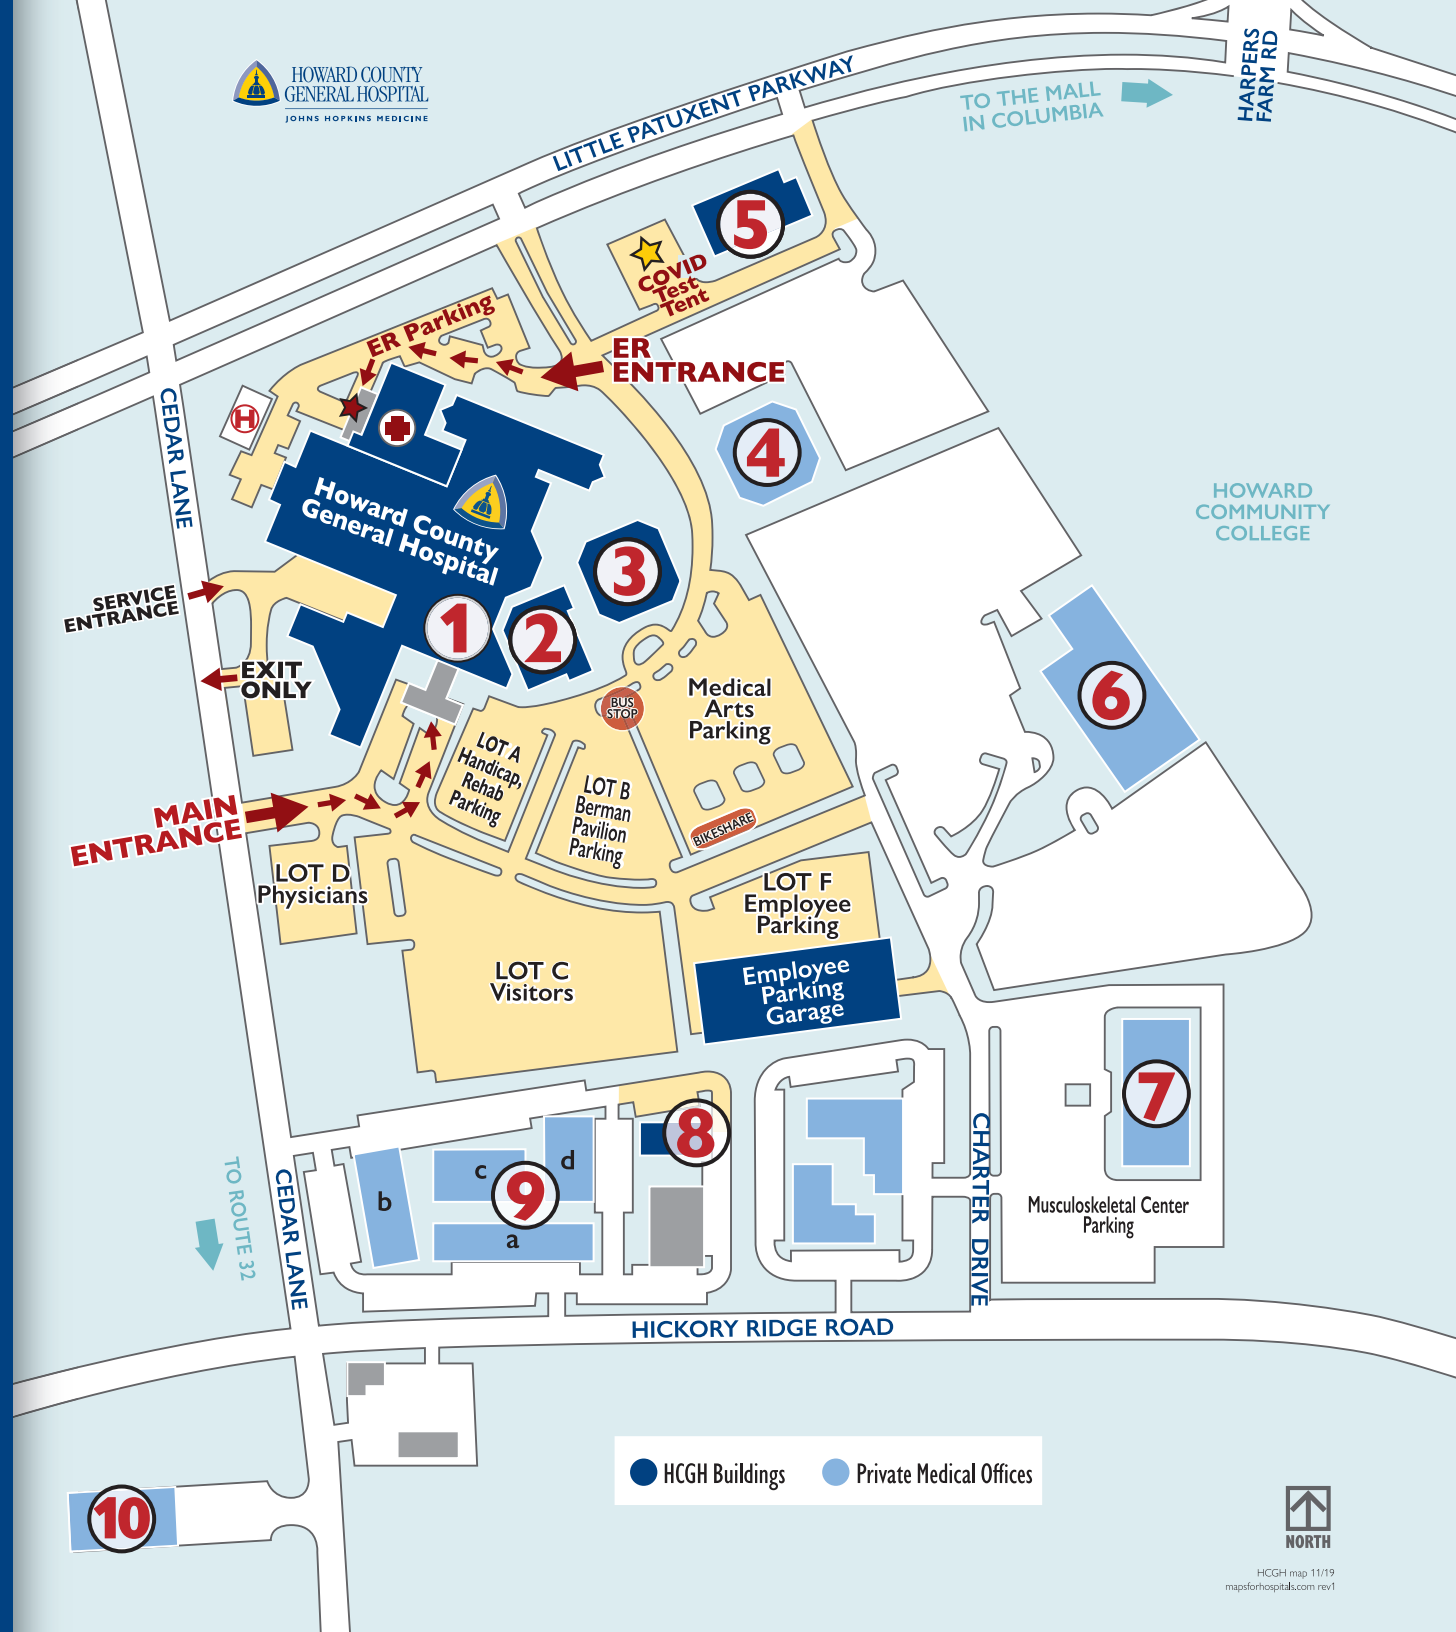 HOWARD COUNTY
GENERAL HOSPITAL
JOHNS HOPKINS MEDICINE
LITTLE PATUXENT PARKWAY
HARPERS
FARM RD
TO THE MALL
IN COLUMBIA
5
COVID
Test
Tent
ER Parking
ER
ENTRANCE
H
CEDAR LANE
4
Howard County
General Hospital
HOWARD
COMMUNITY
COLLEGE
3
SERVICE
ENTRANCE
1
2
EXIT
ONLY
6
BUS
STOP
Medical
Arts
Parking
LOT A
Handicap,
Rehab
Parking
LOT B
Berman
Pavilion
Parking
MAIN
ENTRANCE
BIKESHARE
LOT D
Physicians
LOT F
Employee
Parking
LOT C
Visitors
Employee
Parking
Garage
7
8
c
d
9
b
a
TO ROUTE 32
CEDAR LANE
CHARTER DRIVE
Musculoskeletal Center
Parking
HICKORY RIDGE ROAD
HCGH Buildings
Private Medical Offices
10
NORTH
HCGH map 11/19
mapsforhospitals.com rev1